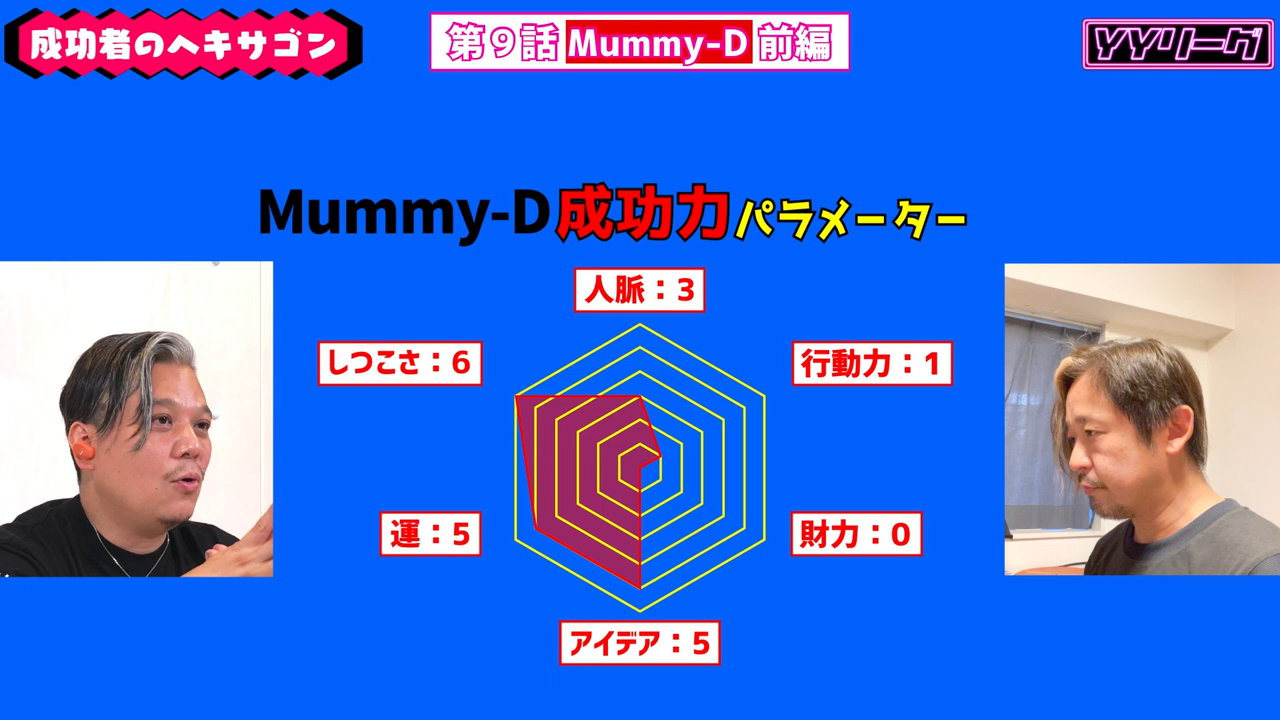 成功者のヘキサゴン
第9話 Mummy-D 前編
YYリーグ
Mummy-D成功力パラメーター
人脈：3
しつこさ：6
行動力：1
運：5
財力：0
アイデア：5